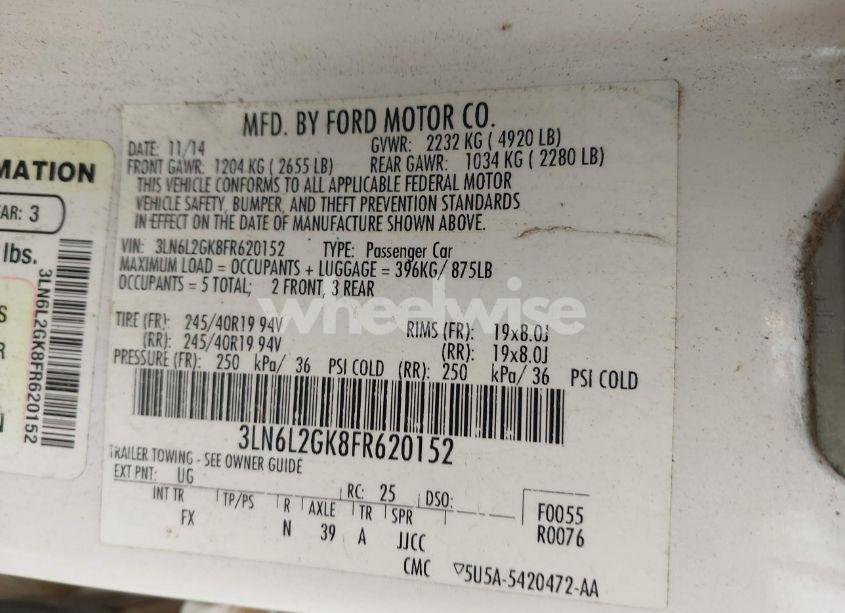 MFD. BY FORD MOTOR CO.
DATE: 11/14 GVWR: 2232 KG ( 4920 LB)
FRONT GAWR: 1204 KG ( 2655 LB) REAR GAWR: 1034 KG ( 2280 LB)
THIS VEHICLE CONFORMS TO ALL APPLICABLE FEDERAL MOTOR
VEHICLE SAFETY, BUMPER, AND THEFT PREVENTION STANDARDS
IN EFFECT ON THE DATE OF MANUFACTURE SHOWN ABOVE.
VIN: 3LN6L2GK8FR620152 TYPE: Passenger Car
MAXIMUM LOAD = OCCUPANTS + LUGGAGE = 396KG/ 875LB
OCCUPANTS = 5 TOTAL; 2 FRONT, 3 REAR
wheelwise
TIRE (FR): 245/40R19 94V RIMS (FR): 19x8.0J
(RR): 245/40R19 94V (RR): 19x8.0J
PRESSURE (FR): 250 kPa/ 36 PSI COLD (RR): 250 kPa/ 36 PSI COLD
3LN6L2GK8FR620152
TRAILER TOWING - SEE OWNER GUIDE
EXT PNT: UG RC: 25 DSO:
INT TR TP/PS R AXLE TR SPR F0055
FX N 39 A JJCC R0076
CMC 5U5A-5420472-AA
MATION
AR: 3
lbs.
3LN6L2GK8FR620152
S
R
N